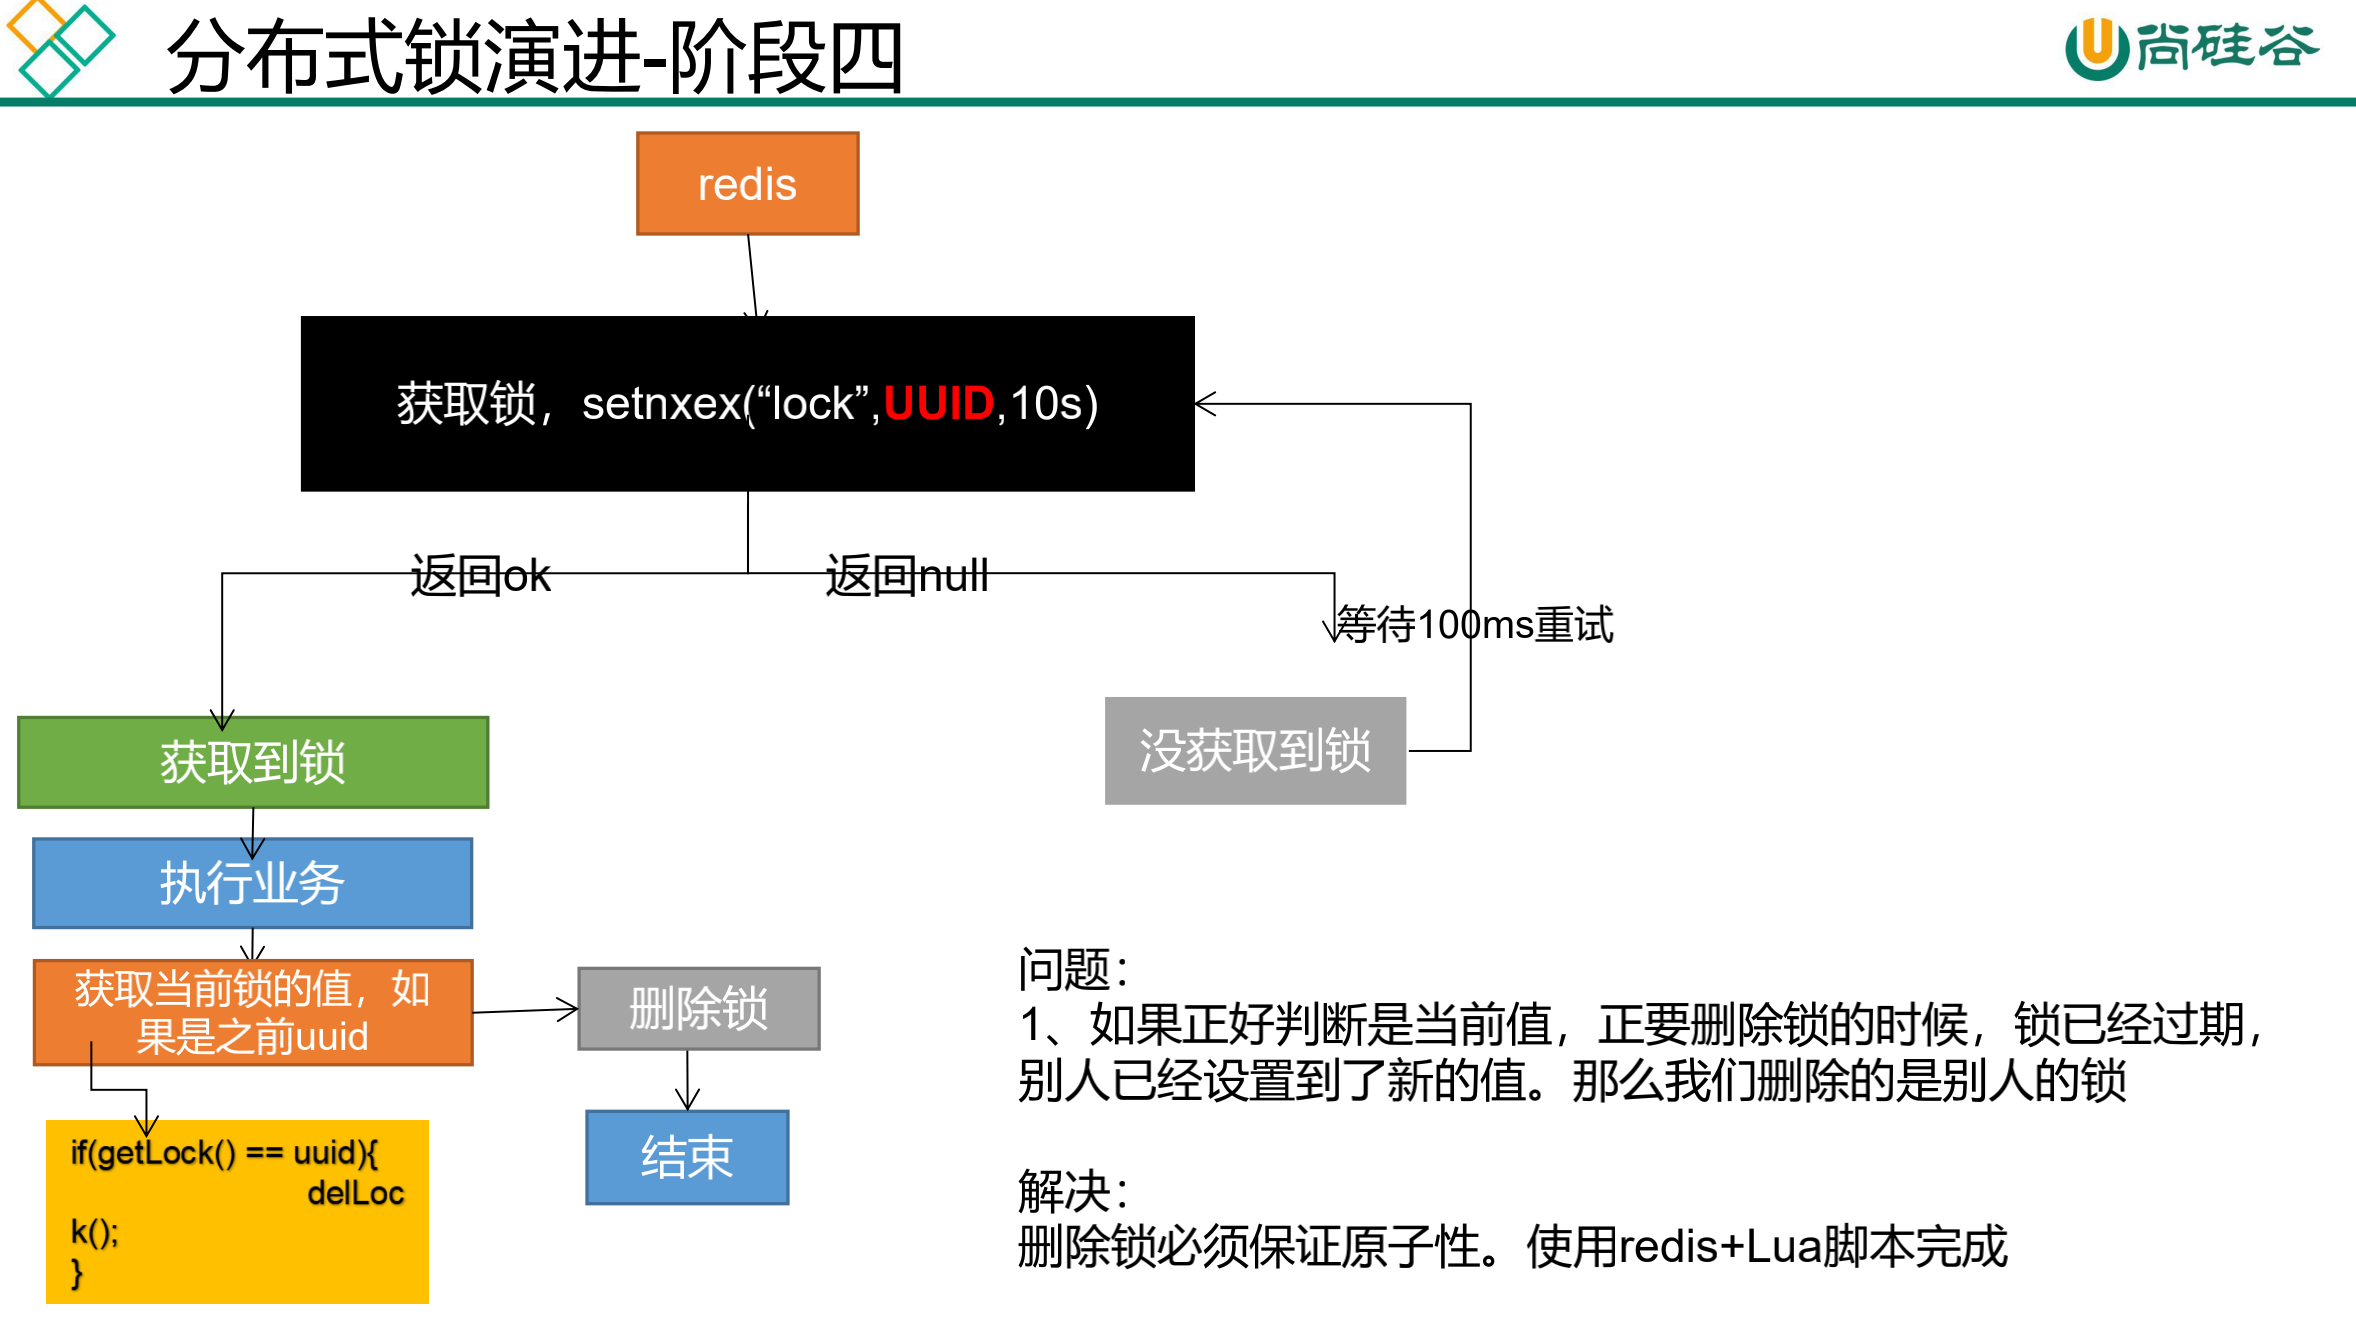 分布式锁演进-阶段四
尚硅谷
redis
获取锁，setnxex(“lock”,UUID,10s)
返回ok
返回null
等待100ms重试
获取到锁
没获取到锁
执行业务
获取当前锁的值，如
果是之前uuid
删除锁
结束
if(getLock() == uuid){
delLoc
k();
}
问题：
1、如果正好判断是当前值，正要删除锁的时候，锁已经过期，
别人已经设置到了新的值。那么我们删除的是别人的锁
解决：
删除锁必须保证原子性。使用redis+Lua脚本完成